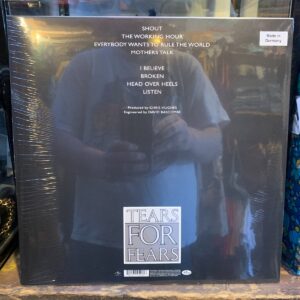 Made in
Germany
SHOUT
THE WORKING HOUR
EVERYBODY WANTS TO RULE THE WORLD
MOTHERS TALK
I BELIEVE
BROKEN
HEAD OVER HEELS
LISTEN
Produced by CHRIS HUGHES
Engineered by DAVID BASCOMBE
TEARS
FOR
FEARS